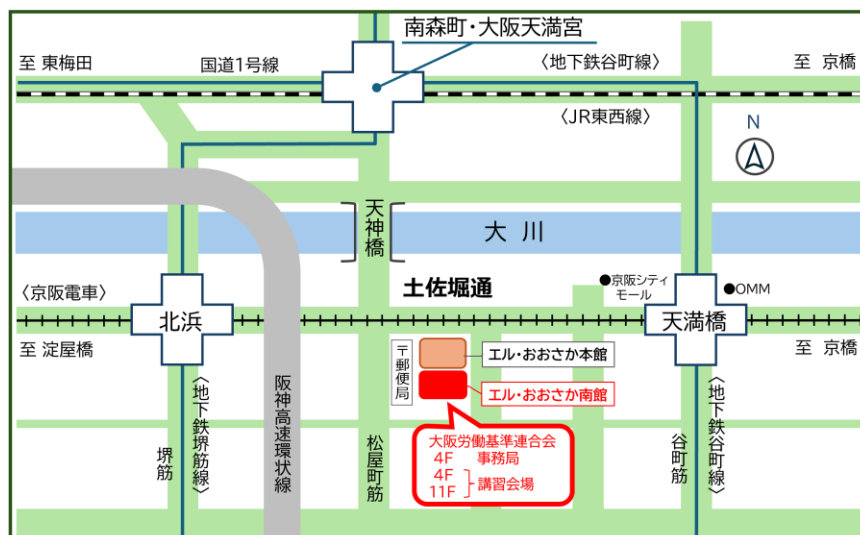 南森町・大阪天満宮
至 東梅田
国道1号線
〈地下鉄谷町線〉
至 京橋
〈JR東西線〉
N
天神橋
大 川
〈京阪電車〉
土佐堀通
●京阪シティ
モール
●OMM
北浜
天満橋
至 淀屋橋
至 京橋
〒郵便局
エル・おおさか本館
エル・おおさか南館
大阪労働基準連合会
4F 事務局
4F
11F
講習会場
堺筋
〈地下鉄堺筋線〉
阪神高速環状線
松屋町筋
谷町筋
〈地下鉄谷町線〉